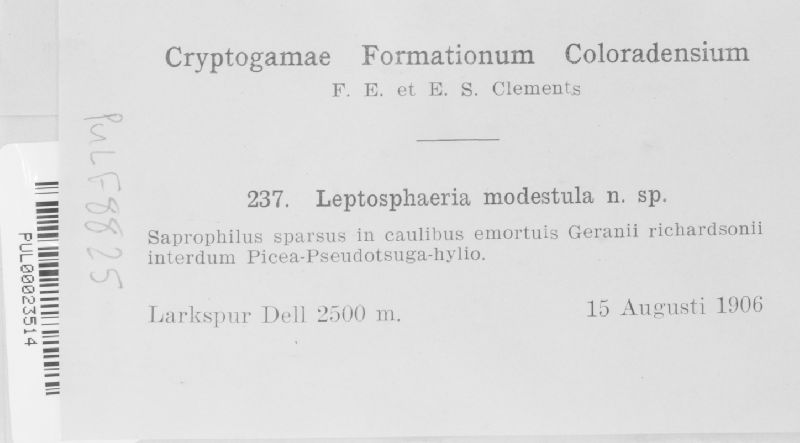 Cryptogamae Formationum Coloradensium
F. E. et E. S. Clements
237. Leptosphaeria modestula n. sp.
Saprophilus sparsus in caulibus emortuis Geranii richardsonii
interdum Picea-Pseudotsuga-hylio.
Larkspur Dell 2500 m. 15 Augusti 1906
PUL F8825
PUL00023514